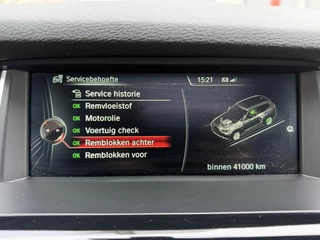 Servicebehoefte
15:21
Service historie
OK Remvloeistof
OK Motorolie
OK Voertuig check
OK Remblokken achter
OK Remblokken voor
binnen 41000 km